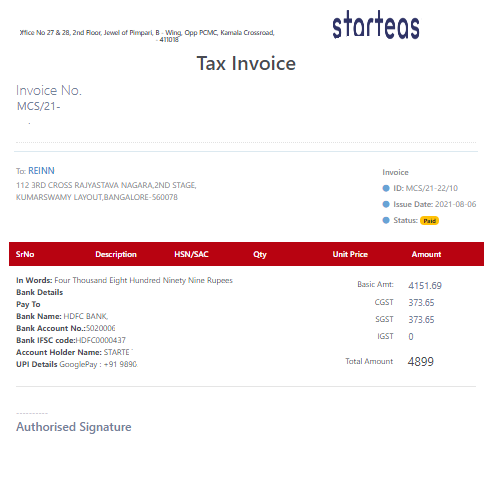 starteas
Office No 27 & 28, 2nd Floor, Jewel of Pimpari, B - Wing, Opp PCMC, Kamala Crossroad,
- 411018
Tax Invoice
Invoice No.
MCS/21-
To: REINN
112 3RD CROSS RAJYASTAVA NAGARA,2ND STAGE,
KUMARSWAMY LAYOUT,BANGALORE-560078
Invoice
ID: MCS/21-22/10
Issue Date: 2021-08-06
Status: Paid
SrNo Description HSN/SAC Qty Unit Price Amount
In Words: Four Thousand Eight Hundred Ninety Nine Rupees
Bank Details
Pay To
Bank Name: HDFC BANK,
Bank Account No.:502000
Bank IFSC code:HDFC0000437
Account Holder Name: STARTE
UPI Details GooglePay : +91 9890
Basic Amt: 4151.69
CGST 373.65
SGST 373.65
IGST 0
Total Amount 4899
-----------
Authorised Signature